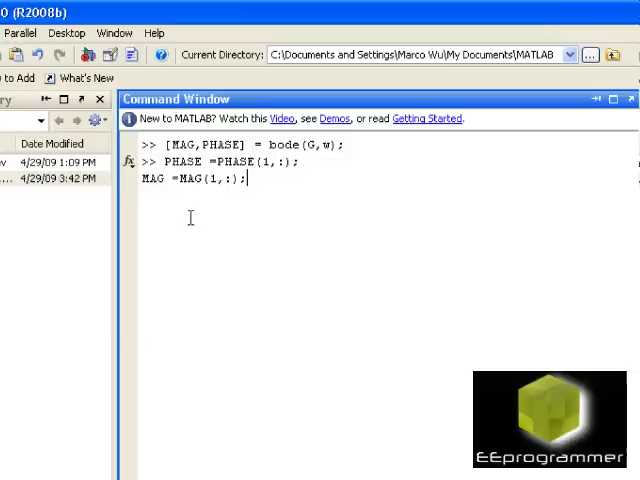 0 (R2008b)
Parallel Desktop Window Help
Current Directory: C:\Documents and Settings\Marco Wu\My Documents\MATLAB ...
to Add What's New
ry
Command Window
New to MATLAB? Watch this Video, see Demos, or read Getting Started.
Date Modified
v 4/29/09 1:09 PM
.... 4/29/09 3:42 PM
>> [MAG,PHASE] = bode(G,w);
fx >> PHASE =PHASE(1,:);
MAG =MAG(1,:);
EEprogrammer